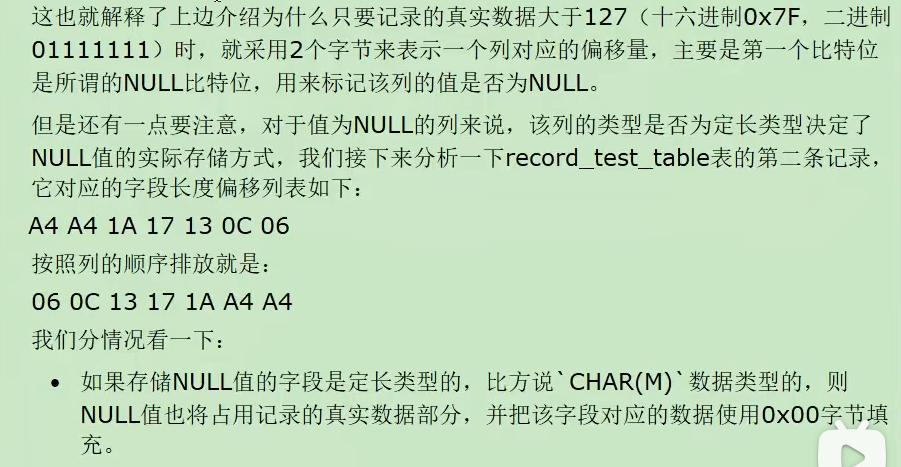 这也就解释了上边介绍为什么只要记录的真实数据大于127（十六进制0x7F，二进制
01111111）时，就采用2个字节来表示一个列对应的偏移量，主要是第一个比特位
是所谓的NULL比特位，用来标记该列的值是否为NULL。
但是还有一点要注意，对于值为NULL的列来说，该列的类型是否为定长类型决定了
NULL值的实际存储方式，我们接下来分析一下record_test_table表的第二条记录，
它对应的字段长度偏移列表如下：
A4 A4 1A 17 13 0C 06
按照列的顺序排放就是：
06 0C 13 17 1A A4 A4
我们分情况看一下：
• 如果存储NULL值的字段是定长类型的，比方说`CHAR(M)`数据类型的，则
NULL值也将占用记录的真实数据部分，并把该字段对应的数据使用0x00字节填
充。